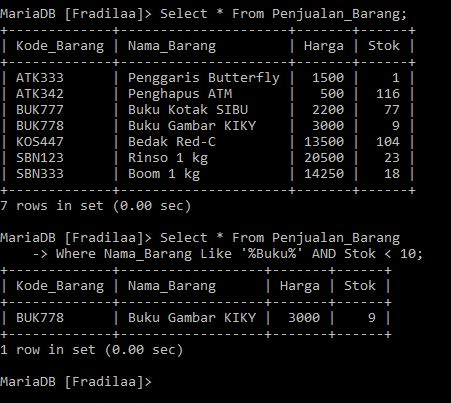 MariaDB [Fradilaa]> Select * From Penjualan_Barang;
+-------------+--------------------+-------+------+
| Kode_Barang | Nama_Barang        | Harga | Stok |
+-------------+--------------------+-------+------+
| ATK333      | Penggaris Butterfly |  1500 |    1 |
| ATK342      | Penghapus ATM      |   500 |  116 |
| BUK777      | Buku Kotak SIBU    |  2200 |   77 |
| BUK778      | Buku Gambar KIKY   |  3000 |    9 |
| KOS447      | Bedak Red-C        | 13500 |  104 |
| SBN123      | Rinso 1 kg         | 20500 |   23 |
| SBN333      | Boom 1 kg          | 14250 |   18 |
+-------------+--------------------+-------+------+
7 rows in set (0.00 sec)
MariaDB [Fradilaa]> Select * From Penjualan_Barang
    -> Where Nama_Barang Like '%Buku%' AND Stok < 10;
+-------------+------------------+-------+------+
| Kode_Barang | Nama_Barang      | Harga | Stok |
+-------------+------------------+-------+------+
| BUK778      | Buku Gambar KIKY |  3000 |    9 |
+-------------+------------------+-------+------+
1 row in set (0.00 sec)
MariaDB [Fradilaa]>